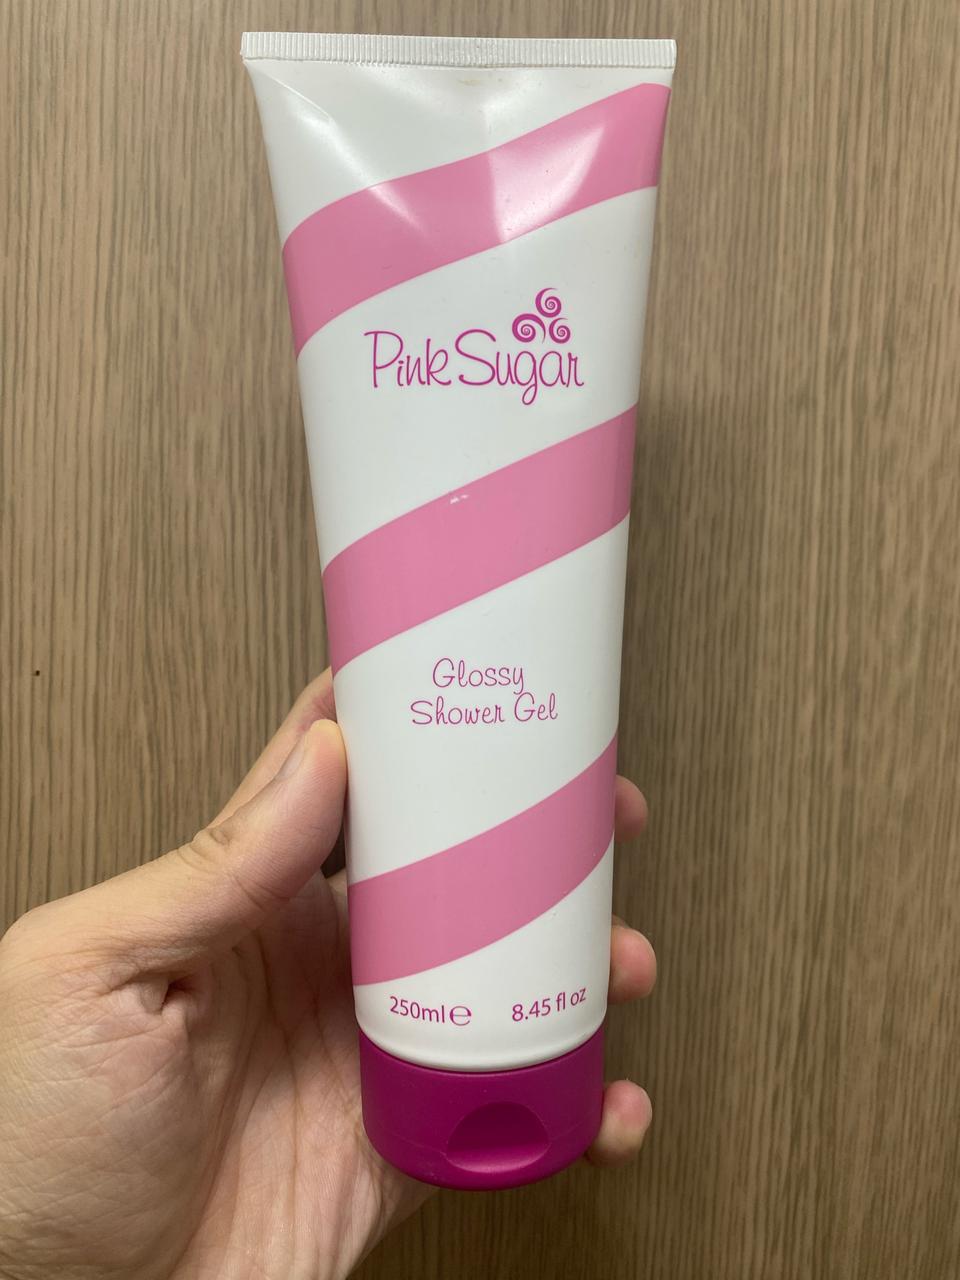 Pink Sugar
Glossy
Shower Gel
250ml℮ 8.45 fl oz